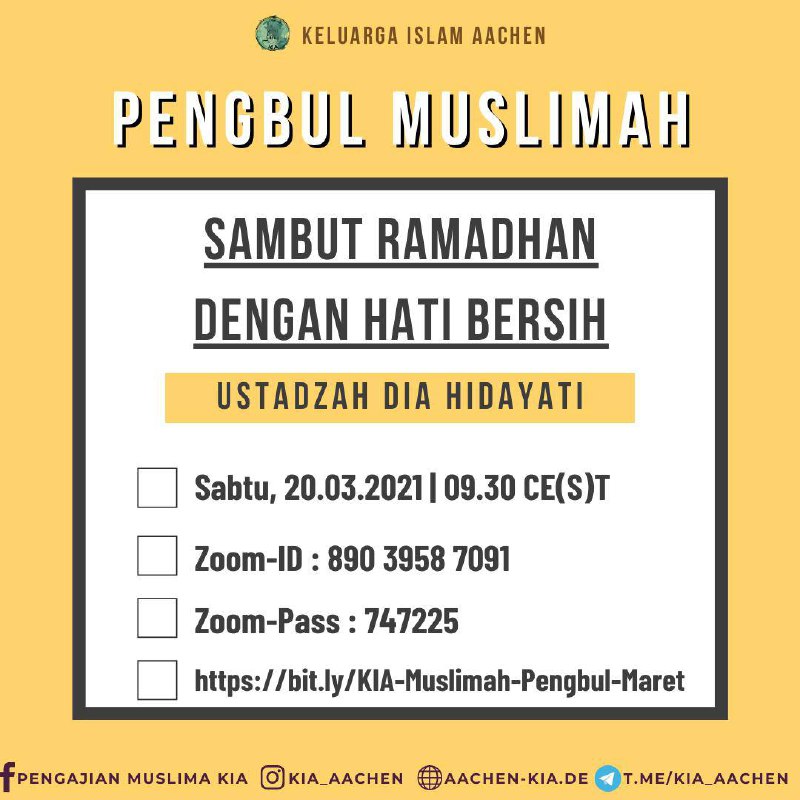 KELUARGA ISLAM AACHEN
PENGBUL MUSLIMAH
SAMBUT RAMADHAN
DENGAN HATI BERSIH
USTADZAH DIA HIDAYATI
Sabtu, 20.03.2021 | 09.30 CE(S)T
Zoom-ID : 890 3958 7091
Zoom-Pass : 747225
https://bit.ly/KIA-Muslimah-Pengbul-Maret
PENGAJIAN MUSLIMA KIA KIA_AACHEN AACHEN-KIA.DE T.ME/KIA_AACHEN